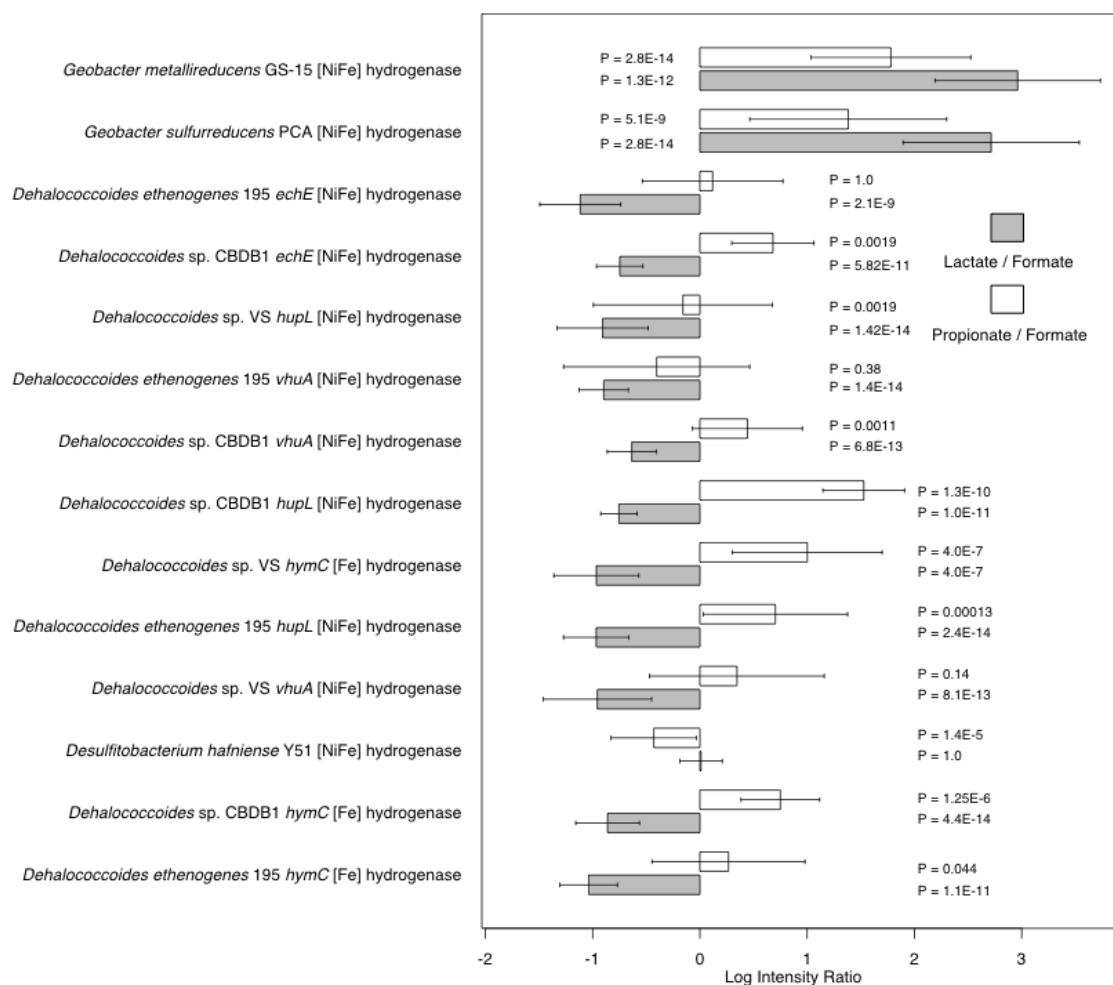 Geobacter metallireducens GS-15 [NiFe] hydrogenase
P = 2.8E-14
P = 1.3E-12
Geobacter sulfurreducens PCA [NiFe] hydrogenase
P = 5.1E-9
P = 2.8E-14
Dehalococcoides ethenogenes 195 echE [NiFe] hydrogenase
P = 1.0
P = 2.1E-9
Dehalococcoides sp. CBDB1 echE [NiFe] hydrogenase
P = 0.0019
P = 5.82E-11
Lactate / Formate
Dehalococcoides sp. VS hupL [NiFe] hydrogenase
P = 0.0019
P = 1.42E-14
Propionate / Formate
Dehalococcoides ethenogenes 195 vhuA [NiFe] hydrogenase
P = 0.38
P = 1.4E-14
Dehalococcoides sp. CBDB1 vhuA [NiFe] hydrogenase
P = 0.0011
P = 6.8E-13
Dehalococcoides sp. CBDB1 hupL [NiFe] hydrogenase
P = 1.3E-10
P = 1.0E-11
Dehalococcoides sp. VS hymC [Fe] hydrogenase
P = 4.0E-7
P = 4.0E-7
Dehalococcoides ethenogenes 195 hupL [NiFe] hydrogenase
P = 0.00013
P = 2.4E-14
Dehalococcoides sp. VS vhuA [NiFe] hydrogenase
P = 0.14
P = 8.1E-13
Desulfitobacterium hafniense Y51 [NiFe] hydrogenase
P = 1.4E-5
P = 1.0
Dehalococcoides sp. CBDB1 hymC [Fe] hydrogenase
P = 1.25E-6
P = 4.4E-14
Dehalococcoides ethenogenes 195 hymC [Fe] hydrogenase
P = 0.044
P = 1.1E-11
-2 -1 0 1 2 3
Log Intensity Ratio